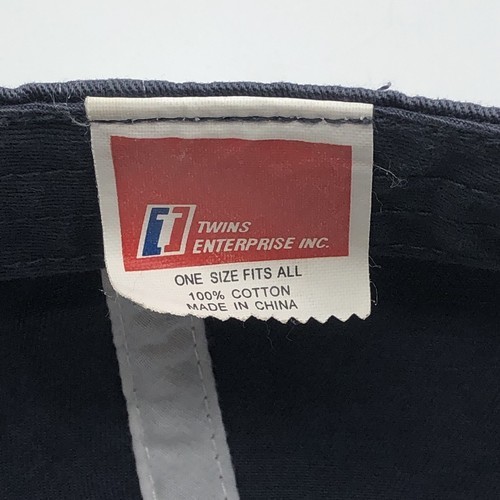 TWINS
ENTERPRISE INC.
ONE SIZE FITS ALL
100% COTTON
MADE IN CHINA